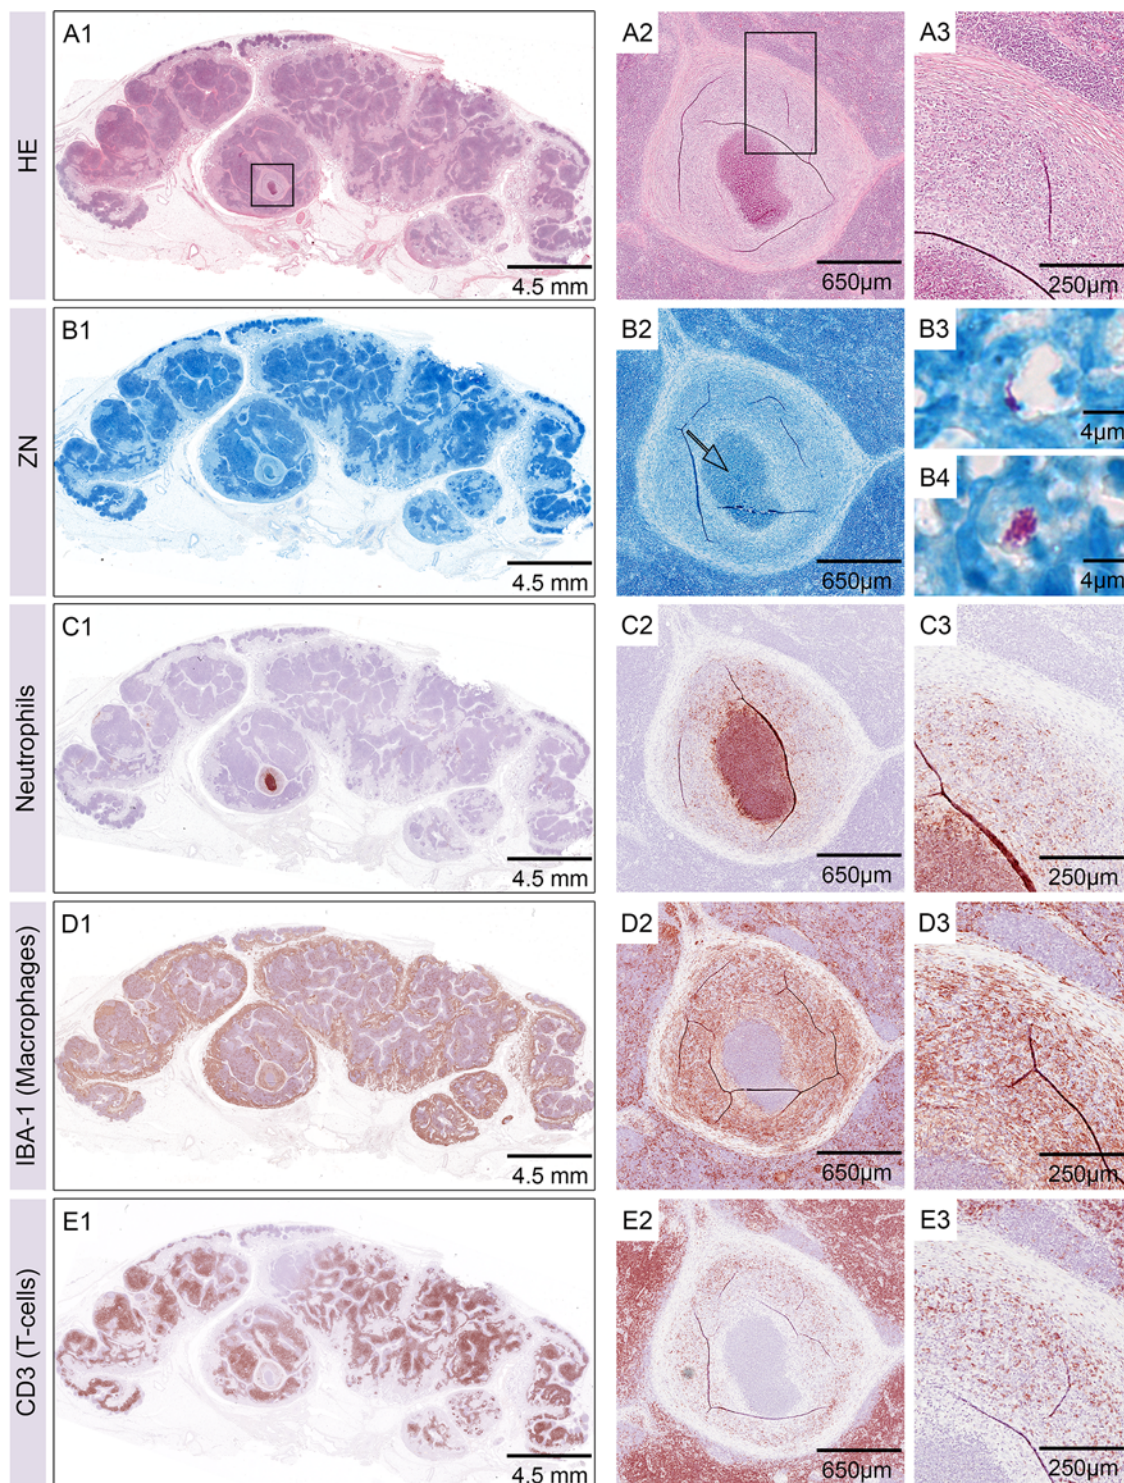 HE
A1
4.5 mm
A2
650µm
A3
250µm
ZN
B1
4.5 mm
B2
650µm
B3
4µm
B4
4µm
Neutrophils
C1
4.5 mm
C2
650µm
C3
250µm
IBA-1 (Macrophages)
D1
4.5 mm
D2
650µm
D3
250µm
CD3 (T-cells)
E1
4.5 mm
E2
650µm
E3
250µm